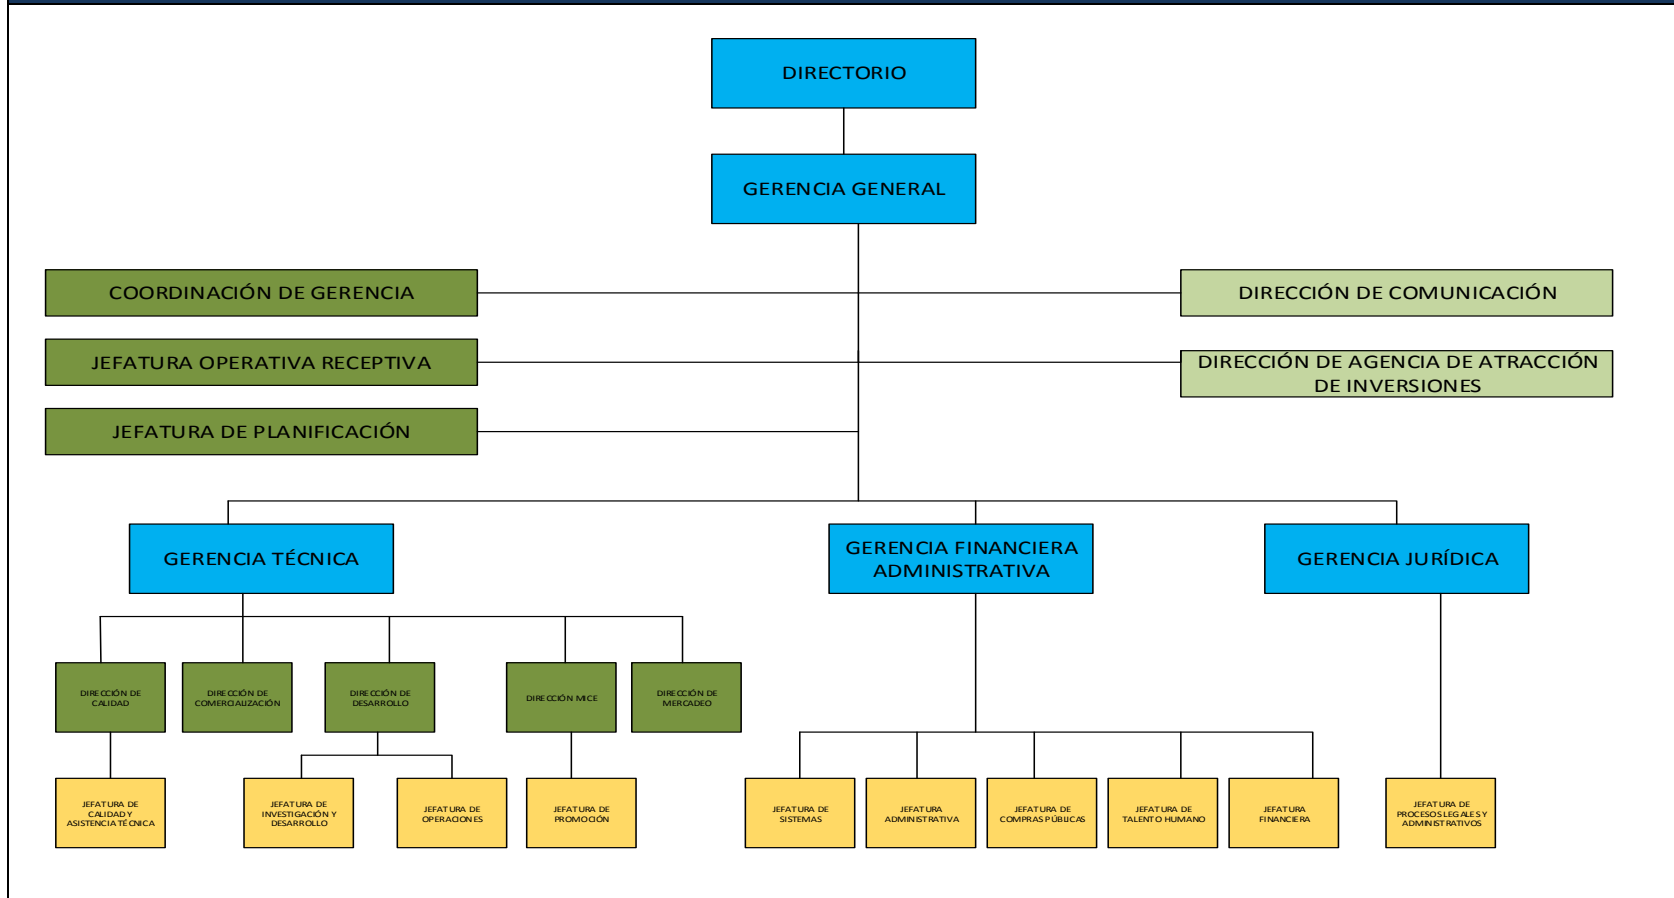 DIRECTORIO
GERENCIA GENERAL
COORDINACIÓN DE GERENCIA
DIRECCIÓN DE COMUNICACIÓN
JEFATURA OPERATIVA RECEPTIVA
DIRECCIÓN DE AGENCIA DE ATRACCIÓN
DE INVERSIONES
JEFATURA DE PLANIFICACIÓN
GERENCIA TÉCNICA
GERENCIA FINANCIERA
ADMINISTRATIVA
GERENCIA JURÍDICA
DIRECCIÓN DE
CALIDAD
DIRECCIÓN DE
COMERCIALIZACIÓN
DIRECCIÓN DE
DESARROLLO
DIRECCIÓN MICE
DIRECCIÓN DE
MERCADEO
JEFATURA DE
CALIDAD Y
ASISTENCIA TÉCNICA
JEFATURA DE
INVESTIGACIÓN Y
DESARROLLO
JEFATURA DE
OPERACIONES
JEFATURA DE
PROMOCIÓN
JEFATURA DE
SISTEMAS
JEFATURA
ADMINISTRATIVA
JEFATURA DE
COMPRAS PÚBLICAS
JEFATURA DE
TALENTO HUMANO
JEFATURA
FINANCIERA
JEFATURA DE
PROCESOS LEGALES Y
ADMINISTRATIVOS